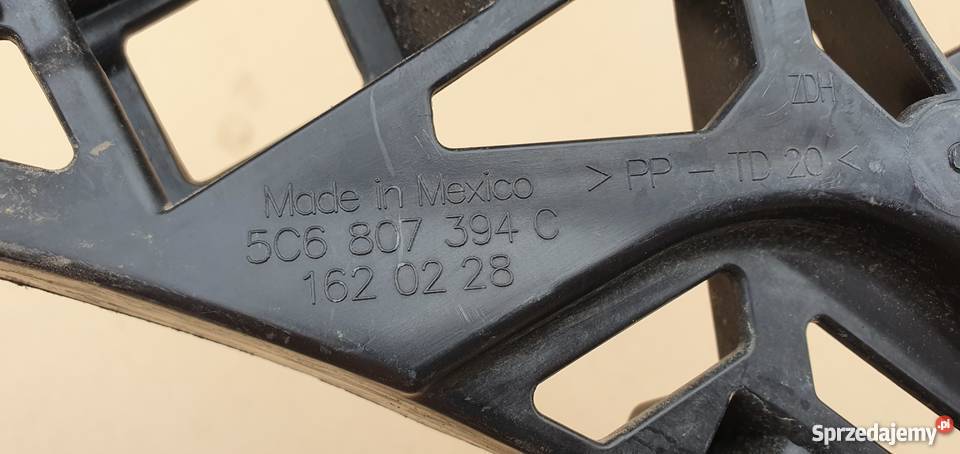 ZDH
> PP - TD 20 <
Made in Mexico
5C6 807 394 C
162 02 28
Sprzedajemy.pl